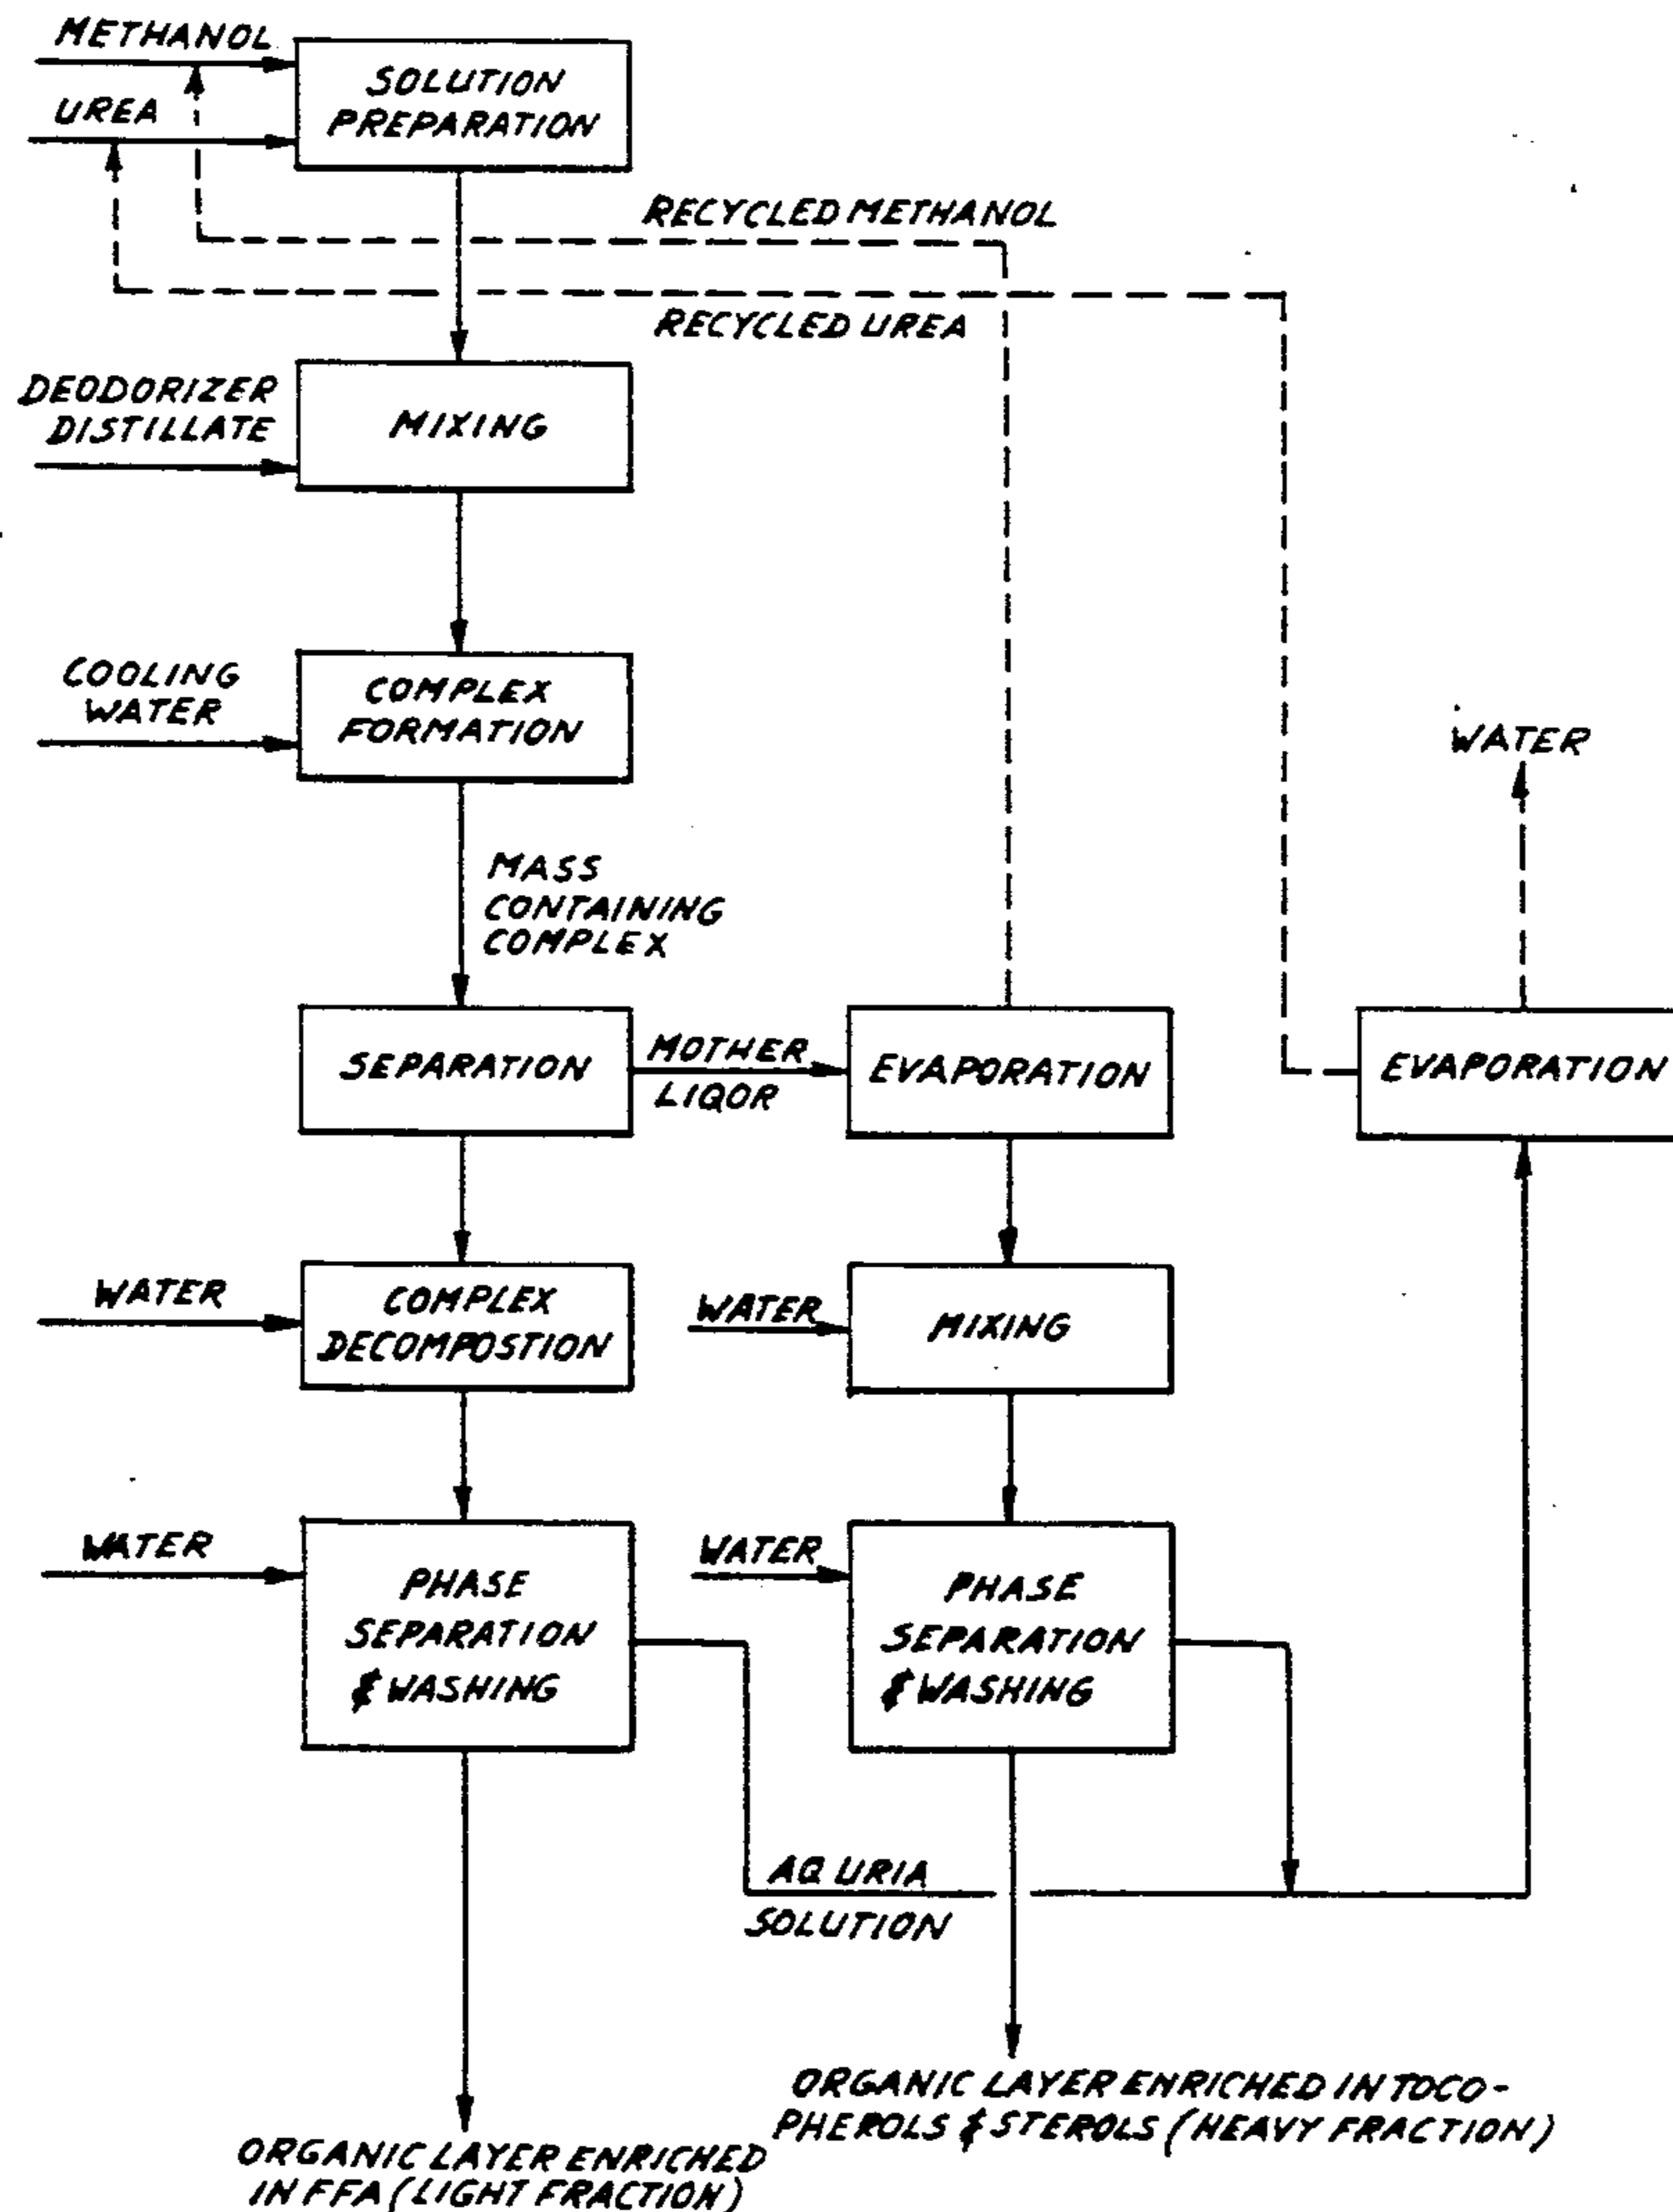 METHANOL
SOLUTION
PREPARATION
UREA
RECYCLED METHANOL
RECYCLED UREA
DEODORIZER
DISTILLATE
MIXING
COOLING
WATER
COMPLEX
FORMATION
WATER
MASS
CONTAINING
COMPLEX
SEPARATION
MOTHER
LIQOR
EVAPORATION
EVAPORATION
WATER
COMPLEX
DECOMPOSTION
WATER
MIXING
WATER
PHASE
SEPARATION
& WASHING
WATER
PHASE
SEPARATION
& WASHING
AQ URIA
SOLUTION
ORGANIC LAYER ENRICHED IN TOCO-
PHEROLS & STEROLS (HEAVY FRACTION)
ORGANIC LAYER ENRICHED
IN FFA (LIGHT FRACTION)